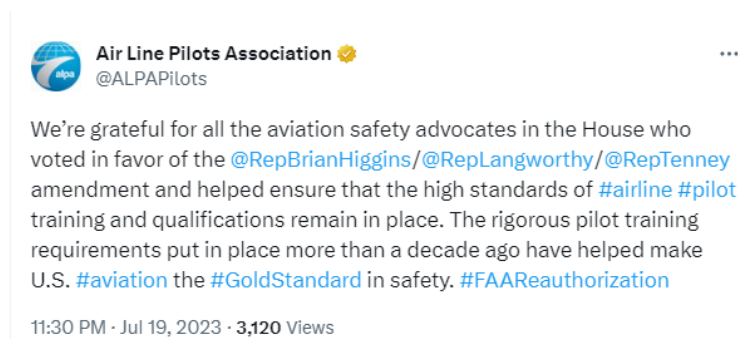 Air Line Pilots Association
@ALPAPilots
alpa
We’re grateful for all the aviation safety advocates in the House who
voted in favor of the @RepBrianHiggins/@RepLangworthy/@RepTenney
amendment and helped ensure that the high standards of #airline #pilot
training and qualifications remain in place. The rigorous pilot training
requirements put in place more than a decade ago have helped make
U.S. #aviation the #GoldStandard in safety. #FAAReauthorization
11:30 PM · Jul 19, 2023 · 3,120 Views